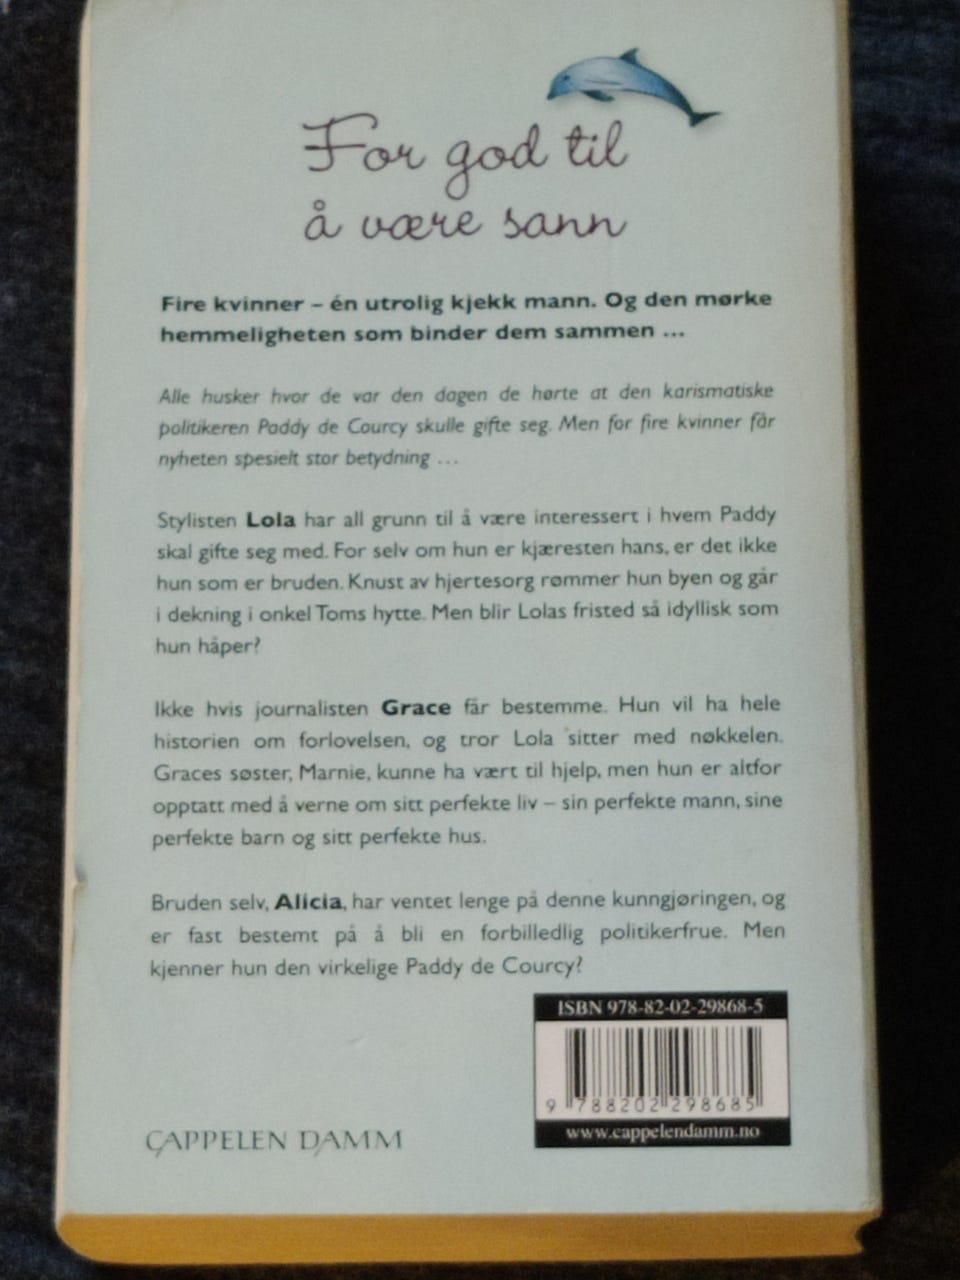 For god til
å være sann
Fire kvinner – én utrolig kjekk mann. Og den mørke
hemmeligheten som binder dem sammen ...
Alle husker hvor de var den dagen de hørte at den karismatiske
politikeren Paddy de Courcy skulle gifte seg. Men for fire kvinner får
nyheten spesielt stor betydning ...
Stylisten Lola har all grunn til å være interessert i hvem Paddy
skal gifte seg med. For selv om hun er kjæresten hans, er det ikke
hun som er bruden. Knust av hjertesorg rømmer hun byen og går
i dekning i onkel Toms hytte. Men blir Lolas fristed så idyllisk som
hun håper?
Ikke hvis journalisten Grace får bestemme. Hun vil ha hele
historien om forlovelsen, og tror Lola sitter med nøkkelen.
Graces søster, Marnie, kunne ha vært til hjelp, men hun er altfor
opptatt med å verne om sitt perfekte liv – sin perfekte mann, sine
perfekte barn og sitt perfekte hus.
Bruden selv, Alicia, har ventet lenge på denne kunngjøringen, og
er fast bestemt på å bli en forbilledlig politikerfrue. Men
kjenner hun den virkelige Paddy de Courcy?
ISBN 978-82-02-29868-5
9 788202 298685
www.cappelendamm.no
CAPPELEN DAMM